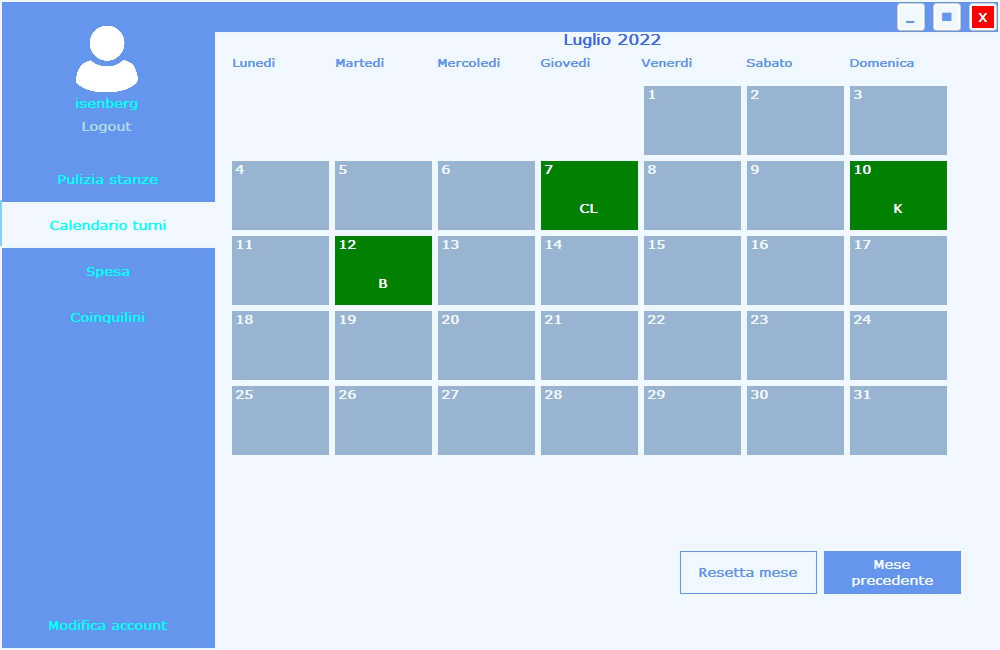 _
X
isenberg
Logout
Pulizia stanze
Calendario turni
Spesa
Coinquilini
Modifica account
Luglio 2022
Lunedì Martedì Mercoledì Giovedì Venerdì Sabato Domenica
1 2 3
4 5 6 7 8 9 10
CL K
11 12 13 14 15 16 17
B
18 19 20 21 22 23 24
25 26 27 28 29 30 31
Resetta mese
Mese
precedente